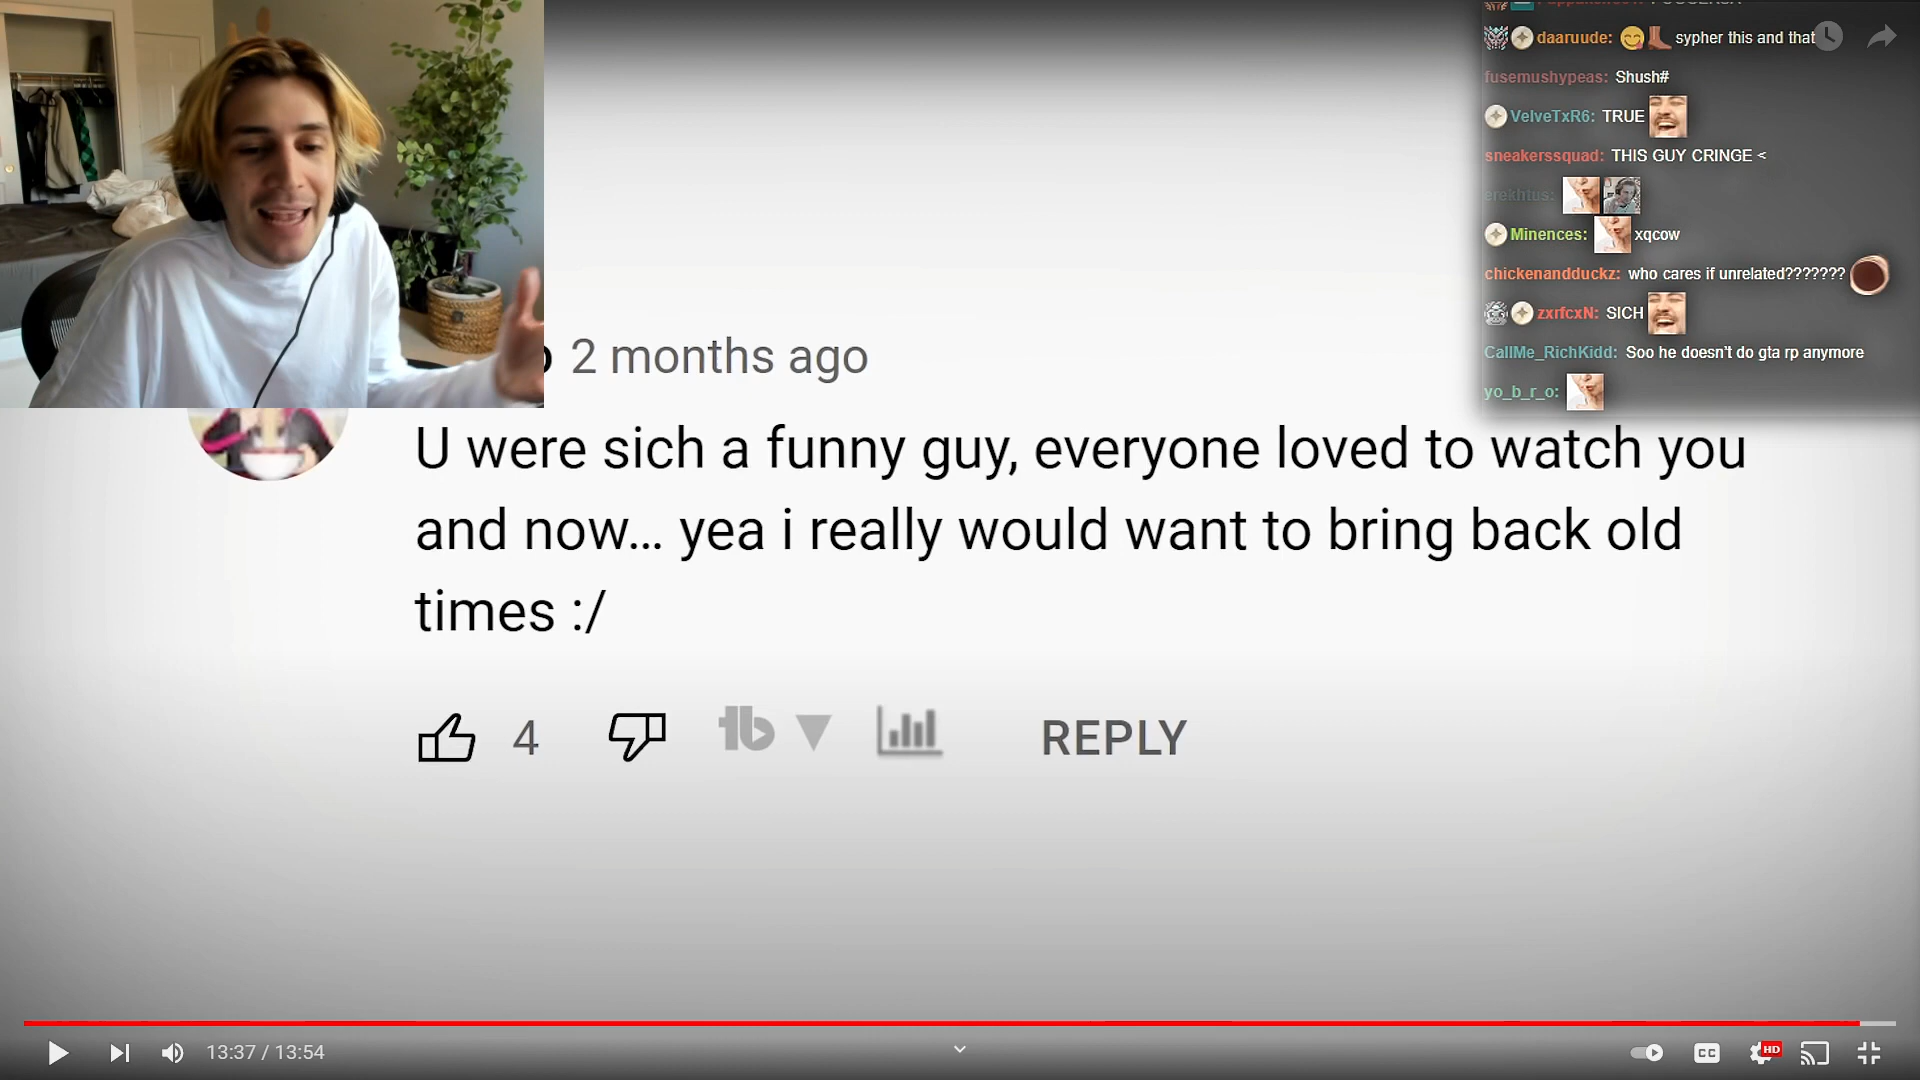 daaruude: sypher this and that
fusemushypeas: Shush#
VelveTxR6: TRUE
sneakerssquad: THIS GUY CRINGE <
erekhtus:
Minences: xqcow
chickenandduckz: who cares if unrelated???????
zxrfcxN: SICH
CallMe_RichKidd: Soo he doesn't do gta rp anymore
yo_b_r_o:
2 months ago
U were sich a funny guy, everyone loved to watch you
and now... yea i really would want to bring back old
times :/
4 REPLY
13:37 / 13:54
CC HD